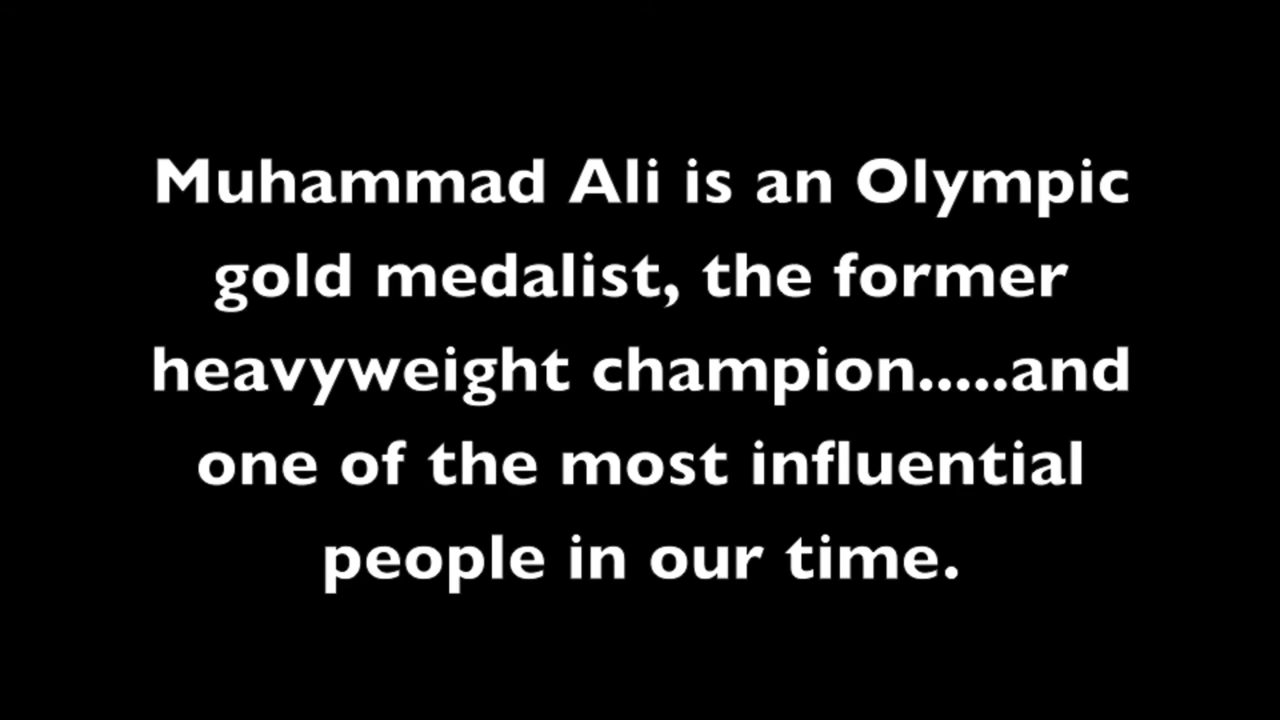 Muhammad Ali is an Olympic
gold medalist, the former
heavyweight champion.....and
one of the most influential
people in our time.